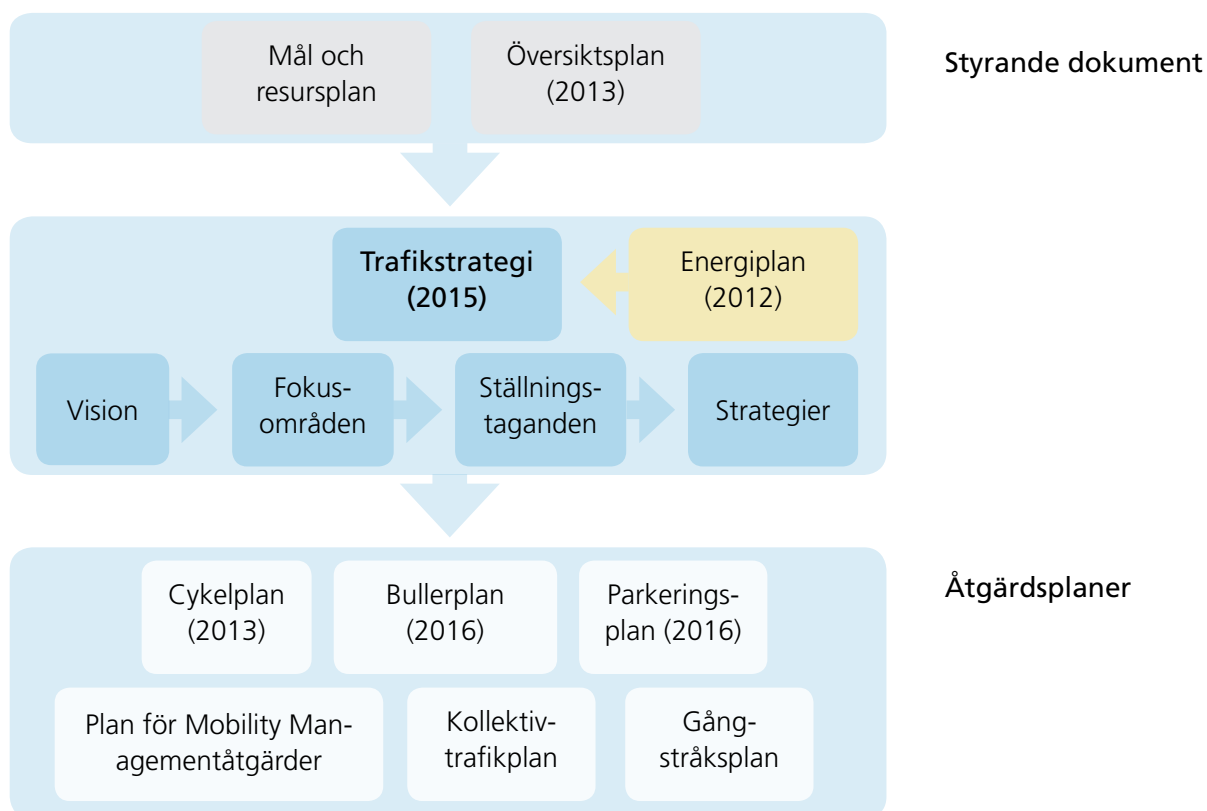 Mål och
resursplan
Översiktsplan
(2013)
Styrande dokument
Trafikstrategi
(2015)
Energiplan
(2012)
Vision
Fokus-
områden
Ställnings-
taganden
Strategier
Åtgärdsplaner
Cykelplan
(2013)
Bullerplan
(2016)
Parkerings-
plan (2016)
Plan för Mobility Man-
agementåtgärder
Kollektiv-
trafikplan
Gång-
stråksplan